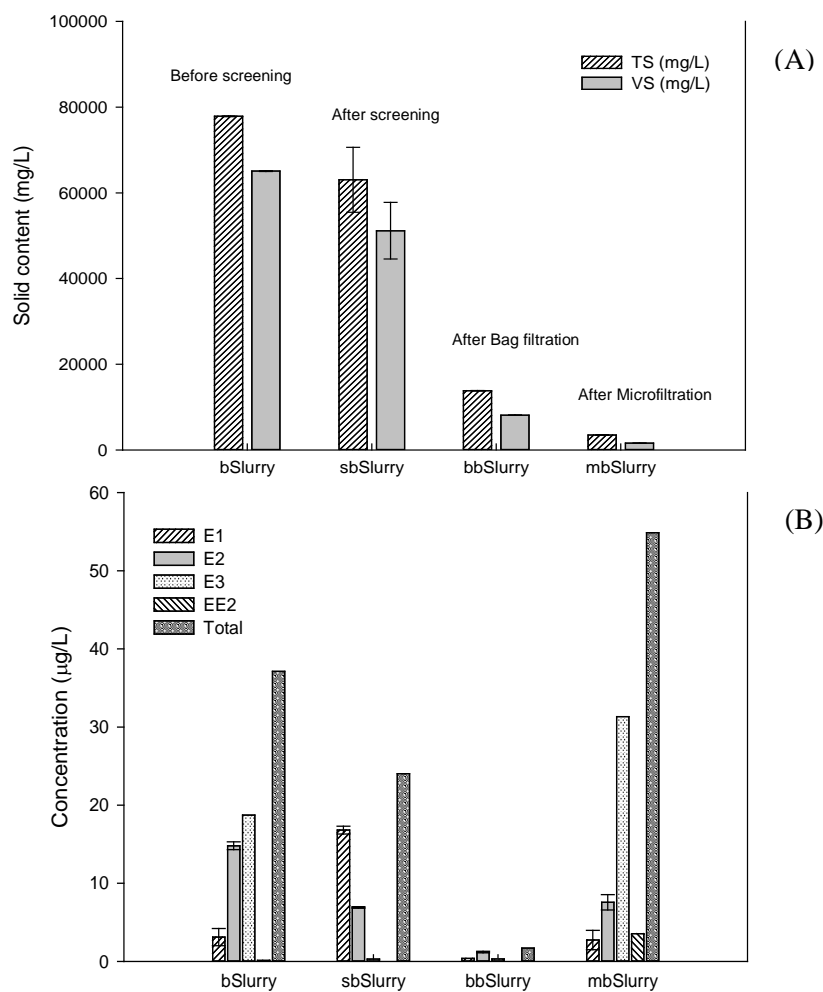 100000
80000
60000
40000
20000
0
Solid content (mg/L)
Before screening
After screening
After Bag filtration
After Microfiltration
TS (mg/L)
VS (mg/L)
(A)
bSlurry sbSlurry bbSlurry mbSlurry
60
50
40
30
20
10
0
Concentration (µg/L)
E1
E2
E3
EE2
Total
(B)
bSlurry sbSlurry bbSlurry mbSlurry